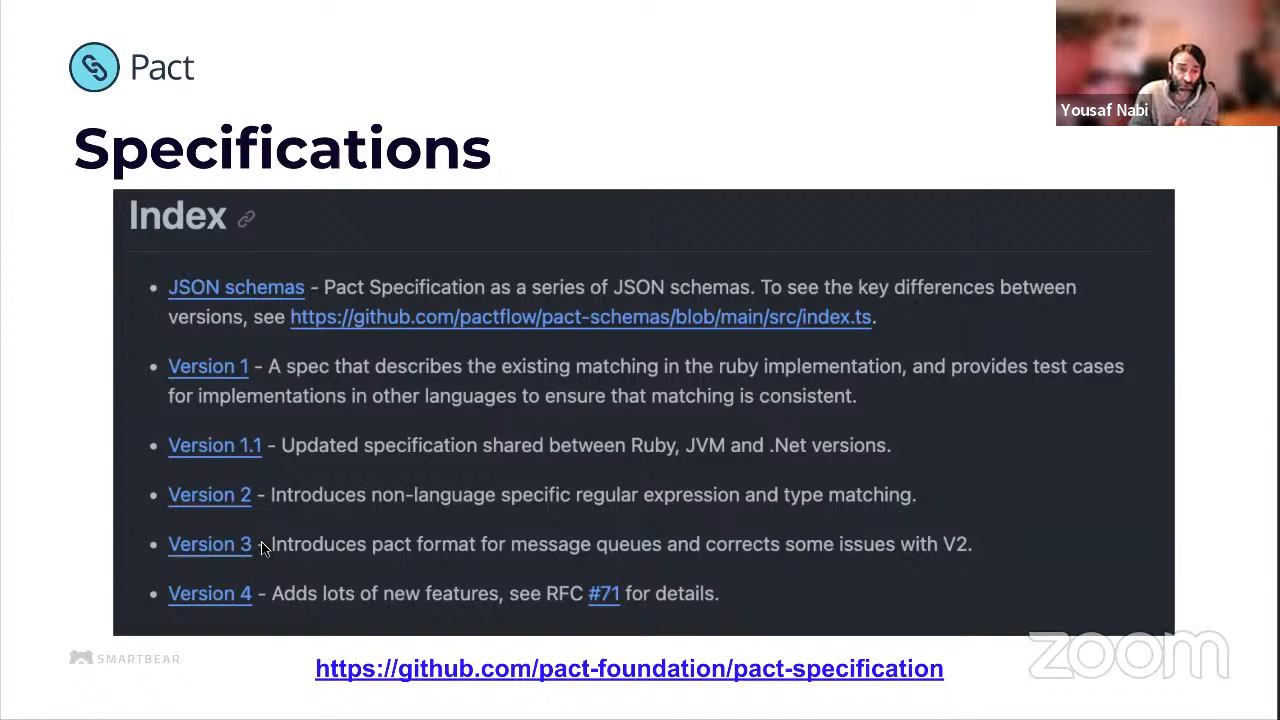 Pact
Yousaf Nabi
Specifications
Index
JSON schemas - Pact Specification as a series of JSON schemas. To see the key differences between
versions, see https://github.com/pactflow/pact-schemas/blob/main/src/index.ts.
Version 1 - A spec that describes the existing matching in the ruby implementation, and provides test cases
for implementations in other languages to ensure that matching is consistent.
Version 1.1 - Updated specification shared between Ruby, JVM and .Net versions.
Version 2 - Introduces non-language specific regular expression and type matching.
Version 3 - Introduces pact format for message queues and corrects some issues with V2.
Version 4 - Adds lots of new features, see RFC #71 for details.
SMARTBEAR
https://github.com/pact-foundation/pact-specification
zoom